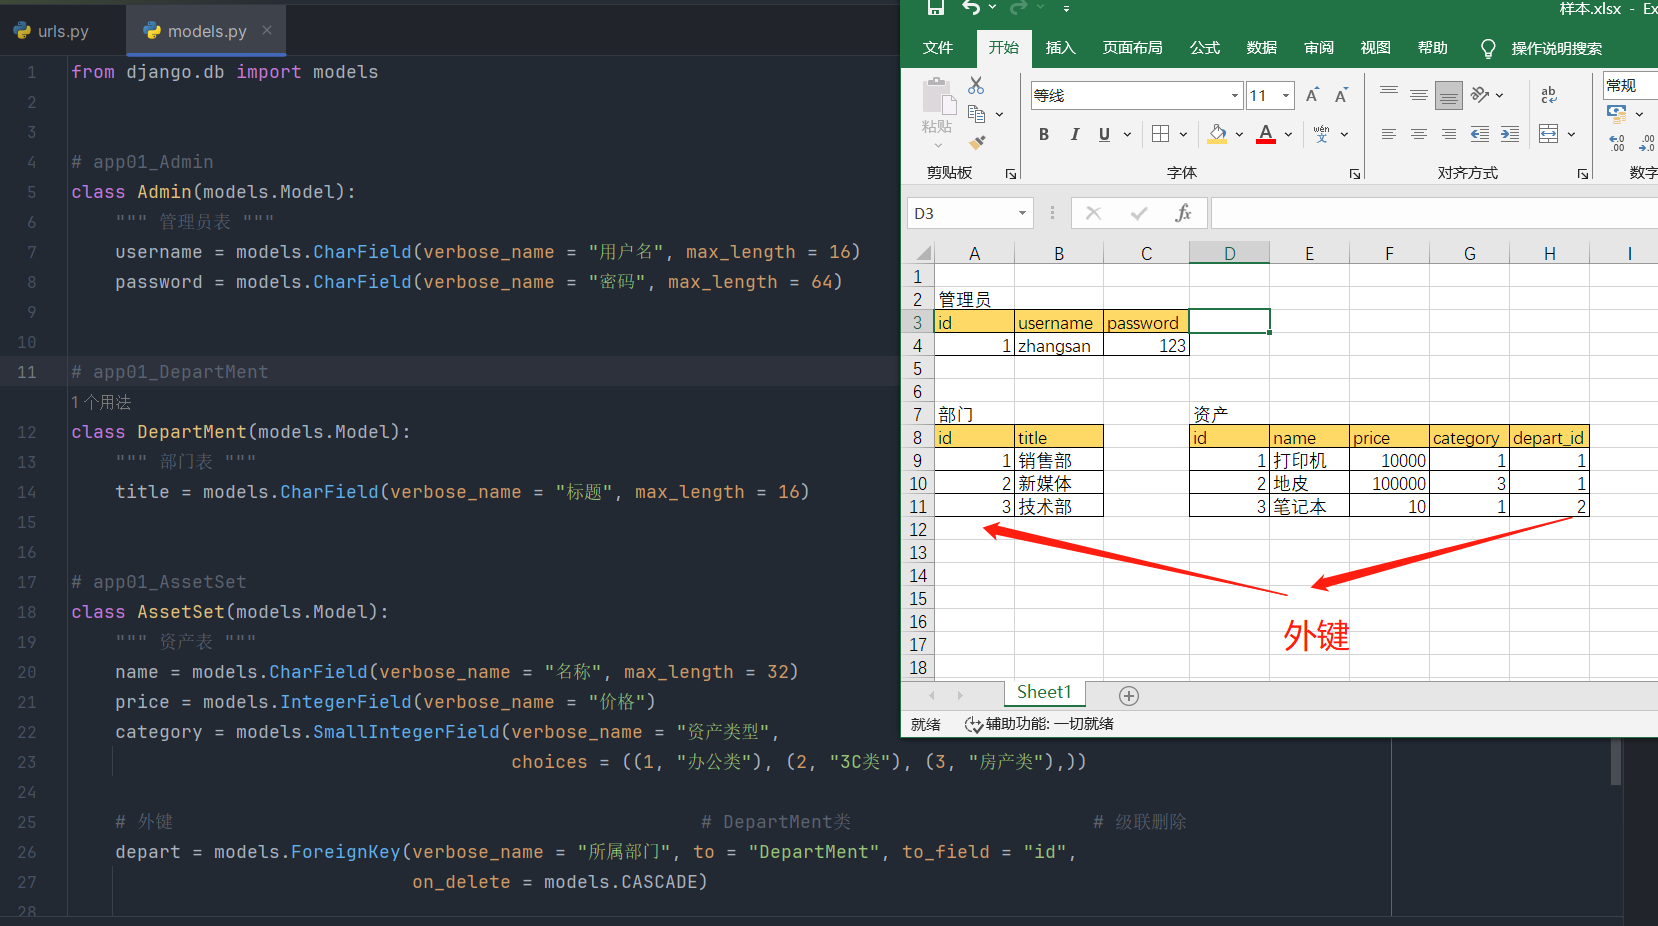 urls.py
models.py
1 from django.db import models
2
3
4 # app01_Admin
5 class Admin(models.Model):
6 """ 管理员表 """
7 username = models.CharField(verbose_name = "用户名", max_length = 16)
8 password = models.CharField(verbose_name = "密码", max_length = 64)
9
10
11 # app01_DepartMent
1 个用法
12 class DepartMent(models.Model):
13 """ 部门表 """
14 title = models.CharField(verbose_name = "标题", max_length = 16)
15
16
17 # app01_AssetSet
18 class AssetSet(models.Model):
19 """ 资产表 """
20 name = models.CharField(verbose_name = "名称", max_length = 32)
21 price = models.IntegerField(verbose_name = "价格")
22 category = models.SmallIntegerField(verbose_name = "资产类型",
23 choices = ((1, "办公类"), (2, "3C类"), (3, "房产类"),))
24
25 # 外键 # DepartMent类 # 级联删除
26 depart = models.ForeignKey(verbose_name = "所属部门", to = "DepartMent", to_field = "id",
27 on_delete = models.CASCADE)
28
样本.xlsx - Ex
文件 开始 插入 页面布局 公式 数据 审阅 视图 帮助 操作说明搜索
等线 11 A A ab c 常规
粘贴
B I U A wén 文 .00 .0
剪贴板 字体 对齐方式 数字
D3 fx
A B C D E F G H I
1
2 管理员
3 id username password
4 1 zhangsan 123
5
6
7 部门 资产
8 id title id name price category depart_id
9 1 销售部 1 打印机 10000 1 1
10 2 新媒体 2 地皮 100000 3 1
11 3 技术部 3 笔记本 10 1 2
12
13
14
15
16
17
18
外键
Sheet1
就绪 辅助功能: 一切就绪